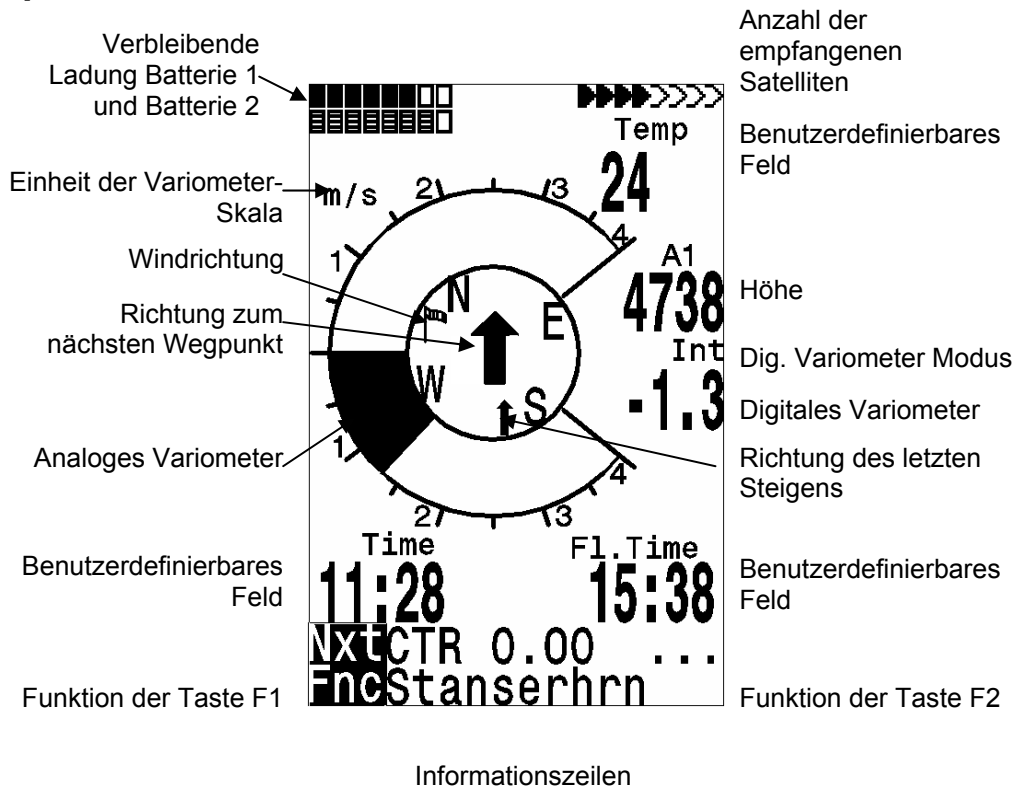 Verbleibende
Ladung Batterie 1
und Batterie 2
Anzahl der
empfangenen
Satelliten
Temp
24
Benutzerdefinierbares
Feld
Einheit der Variometer-
Skala
m/s
2
3
4
1
Windrichtung
N
E
A1
4738
Höhe
Richtung zum
nächsten Wegpunkt
Int
Dig. Variometer Modus
W
S
-1.3
Digitales Variometer
Analoges Variometer
1
2
3
4
Richtung des letzten
Steigens
Benutzerdefinierbares
Feld
Time
11:28
Fl.Time
15:38
Benutzerdefinierbares
Feld
Nxt CTR 0.00 ...
Fnc Stanserhrn
Funktion der Taste F1
Funktion der Taste F2
Informationszeilen